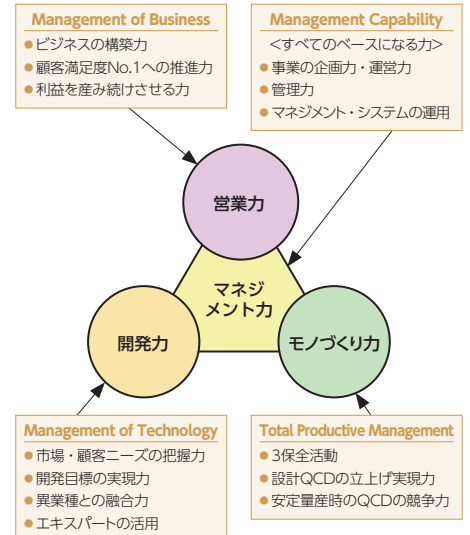 Management of Business
● ビジネスの構築力
● 顧客満足度No.1への推進力
● 利益を産み続けさせる力
Management Capability
<すべてのベースになる力>
● 事業の企画力・運営力
● 管理力
● マネジメント・システムの運用
営業力
マネジ
メント力
開発力
モノづくり力
Management of Technology
● 市場・顧客ニーズの把握力
● 開発目標の実現力
● 異業種との融合力
● エキスパートの活用
Total Productive Management
● 3保全活動
● 設計QCDの立上げ実現力
● 安定量産時のQCDの競争力